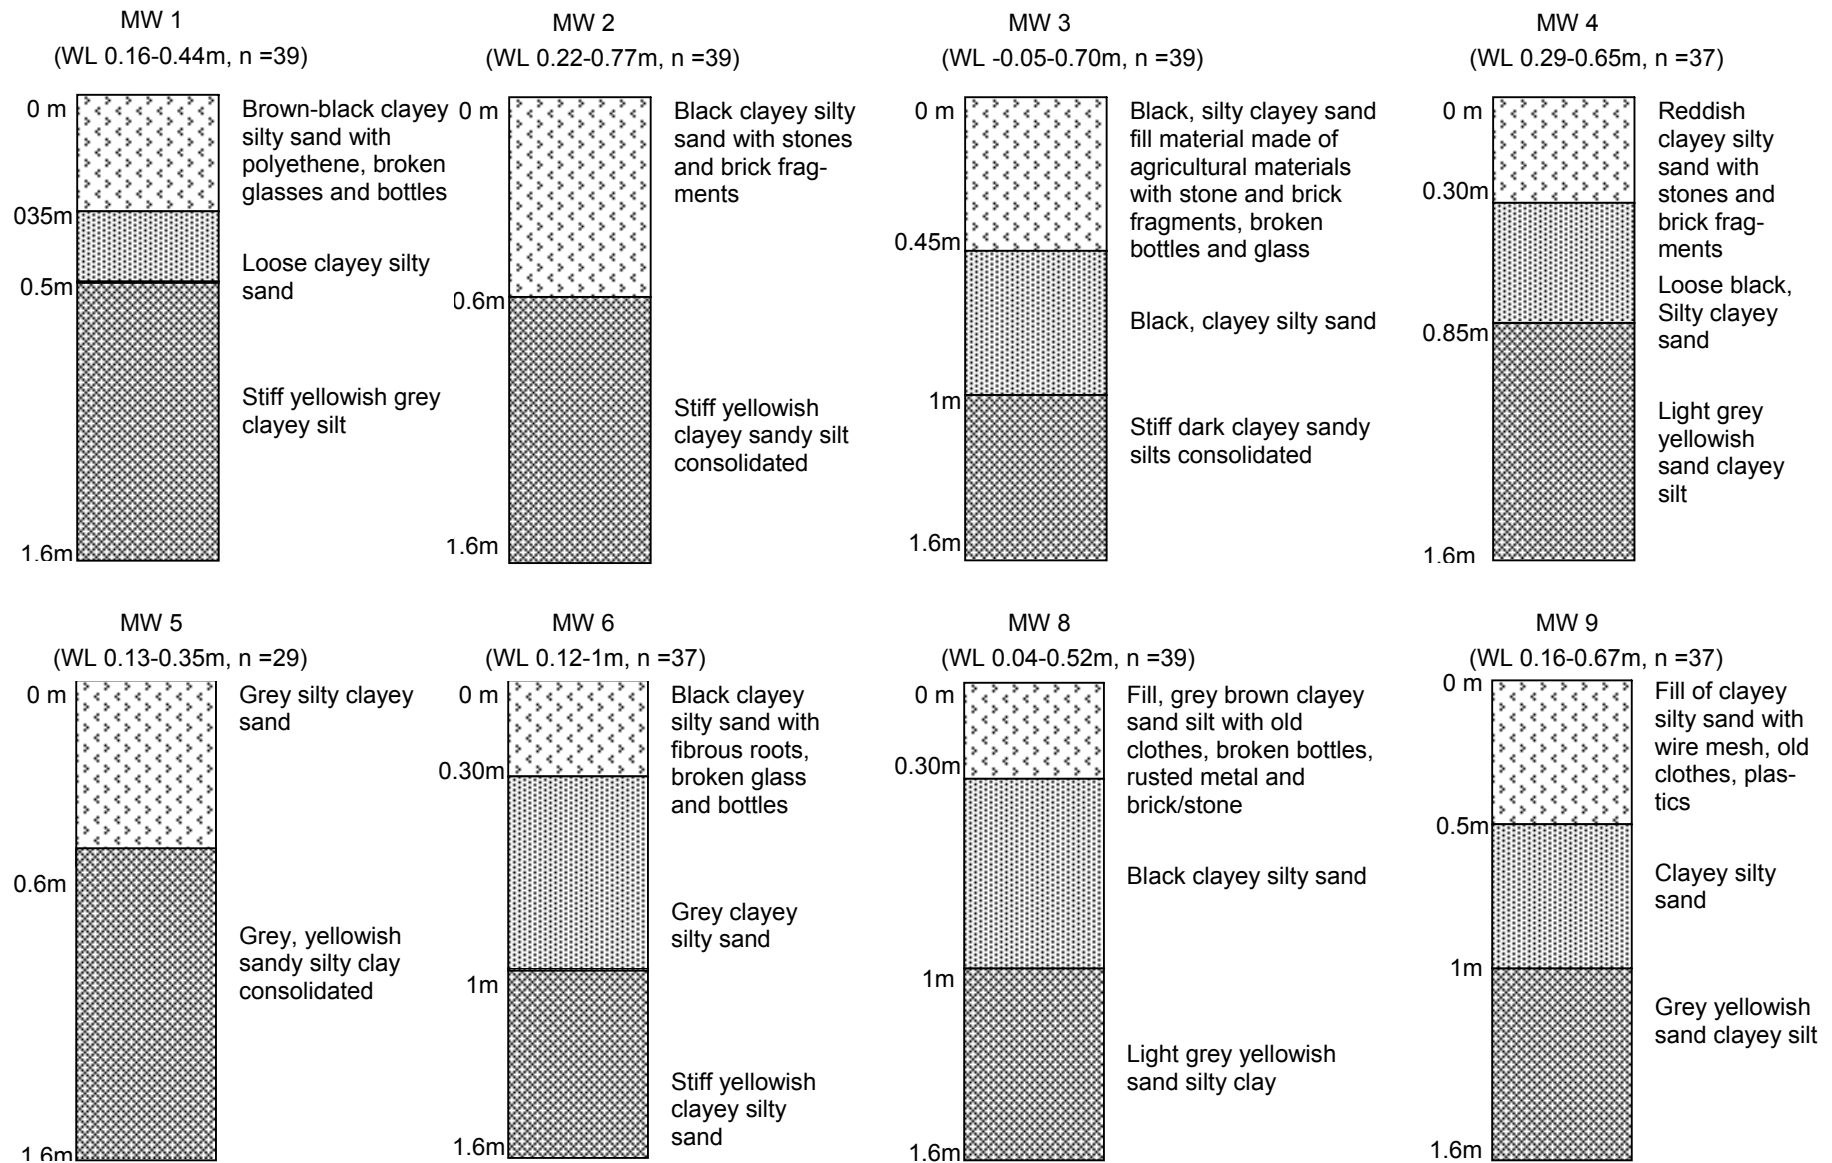 MW 1
(WL 0.16-0.44m, n =39)
0 m
Brown-black clayey
silty sand with
polyethene, broken
glasses and bottles
035m
Loose clayey silty
sand
0.5m
Stiff yellowish grey
clayey silt
1.6m
MW 2
(WL 0.22-0.77m, n =39)
0 m
Black clayey silty
sand with stones
and brick frag-
ments
0.6m
Stiff yellowish
clayey sandy silt
consolidated
1.6m
MW 3
(WL -0.05-0.70m, n =39)
0 m
Black, silty clayey sand
fill material made of
agricultural materials
with stone and brick
fragments, broken
bottles and glass
0.45m
Black, clayey silty sand
1m
Stiff dark clayey sandy
silts consolidated
1.6m
MW 4
(WL 0.29-0.65m, n =37)
0 m
Reddish
clayey silty
sand with
stones and
brick frag-
ments
0.30m
Loose black,
Silty clayey
sand
0.85m
Light grey
yellowish
sand clayey
silt
1.6m
MW 5
(WL 0.13-0.35m, n =29)
0 m
Grey silty clayey
sand
0.6m
Grey, yellowish
sandy silty clay
consolidated
1.6m
MW 6
(WL 0.12-1m, n =37)
0 m
Black clayey
silty sand with
fibrous roots,
broken glass
and bottles
0.30m
Grey clayey
silty sand
1m
Stiff yellowish
clayey silty
sand
1.6m
MW 8
(WL 0.04-0.52m, n =39)
0 m
Fill, grey brown clayey
sand silt with old
clothes, broken bottles,
rusted metal and
brick/stone
0.30m
Black clayey silty sand
1m
Light grey yellowish
sand silty clay
1.6m
MW 9
(WL 0.16-0.67m, n =37)
0 m
Fill of clayey
silty sand with
wire mesh, old
clothes, plas-
tics
0.5m
Clayey silty
sand
1m
Grey yellowish
sand clayey silt
1.6m